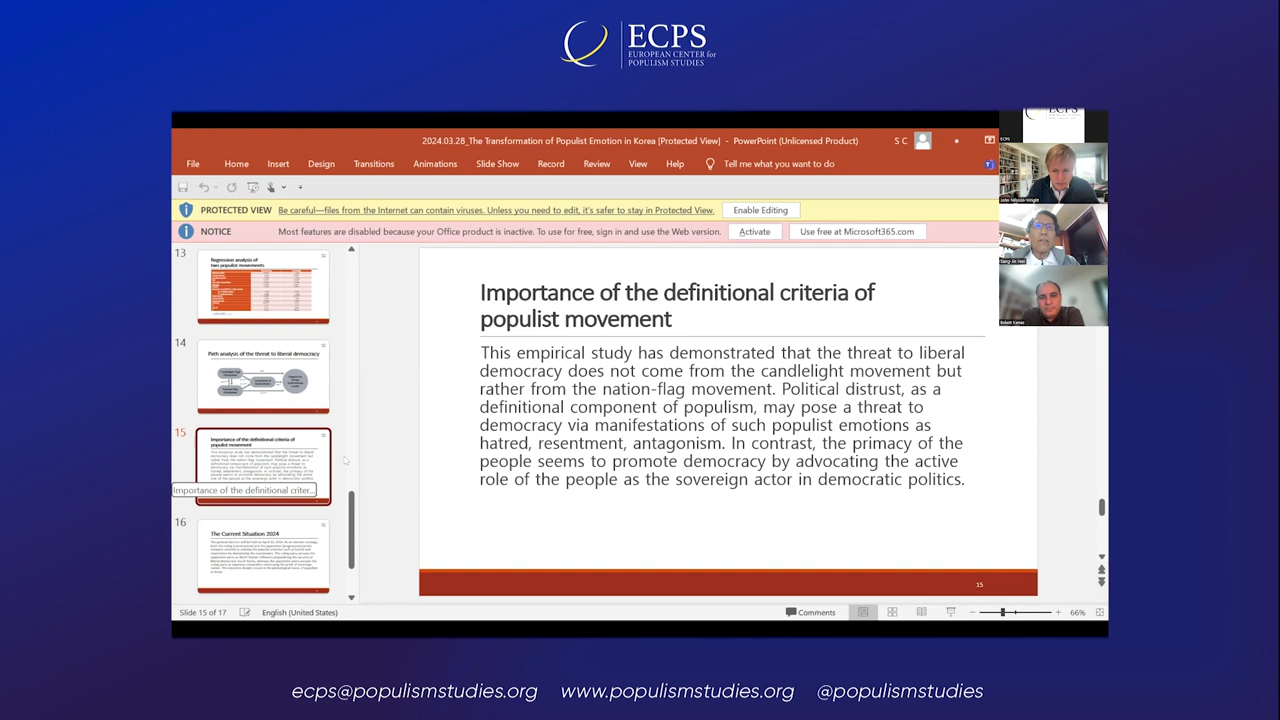 ECPS
EUROPEAN CENTER for
POPULISM STUDIES
2024.03.28_The Transformation of Populist Emotion in Korea [Protected View] - PowerPoint (Unlicensed Product)
S C
File Home Insert Design Transitions Animations Slide Show Record Review View Help Tell me what you want to do
PROTECTED VIEW Be careful—files from the Internet can contain viruses. Unless you need to edit, it's safer to stay in Protected View. Enable Editing
NOTICE Most features are disabled because your Office product is inactive. To use for free, sign in and use the Web version. Activate Use free at Microsoft365.com
ECPS
John Nilsson-Wright
Bulent Kenes
13
Regression analysis of
two populist movements
14
Path analysis of the threat to liberal democracy
15
Importance of the definitional criteria of
populist movement
Importance of the definitional criter...
16
The Current Situation 2024
Importance of the definitional criteria of
populist movement
This empirical study has demonstrated that the threat to liberal
democracy does not come from the candlelight movement but
rather from the nation-flag movement. Political distrust, as a
definitional component of populism, may pose a threat to
democracy via manifestations of such populist emotions as
hatred, resentment, antagonism. In contrast, the primacy of the
people seems to promote democracy by advocating the active
role of the people as the sovereign actor in democratic politics.
15
Slide 15 of 17 English (United States) Comments 66%
ecps@populismstudies.org www.populismstudies.org @populismstudies